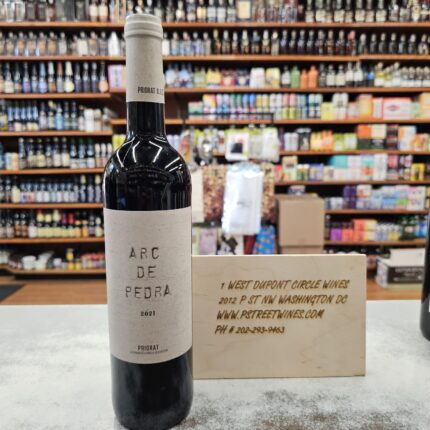 PRIORAT
ARC
DE
PEDRA
2021
PRIORAT
1 WEST DUPONT CIRCLE WINES
2012 P ST NW WASHINGTON DC
WWW.PSTREETWINES.COM
PH # 202-293-9463